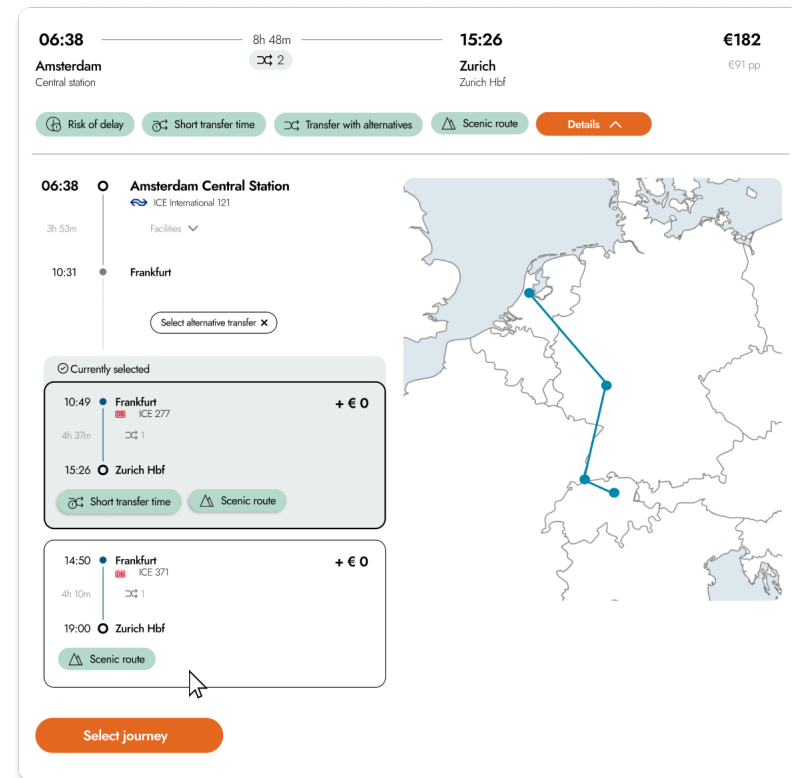 06:38 8h 48m 15:26 €182
Amsterdam 2 Zurich €91 pp
Central station Zurich Hbf
Risk of delay Short transfer time Transfer with alternatives Scenic route Details
06:38 Amsterdam Central Station
ICE International 121
3h 53m Facilities
10:31 Frankfurt
Select alternative transfer ×
Currently selected
10:49 Frankfurt + € 0
DB ICE 277
4h 37m 1
15:26 Zurich Hbf
Short transfer time Scenic route
14:50 Frankfurt + € 0
DB ICE 371
4h 10m 1
19:00 Zurich Hbf
Scenic route
Select journey